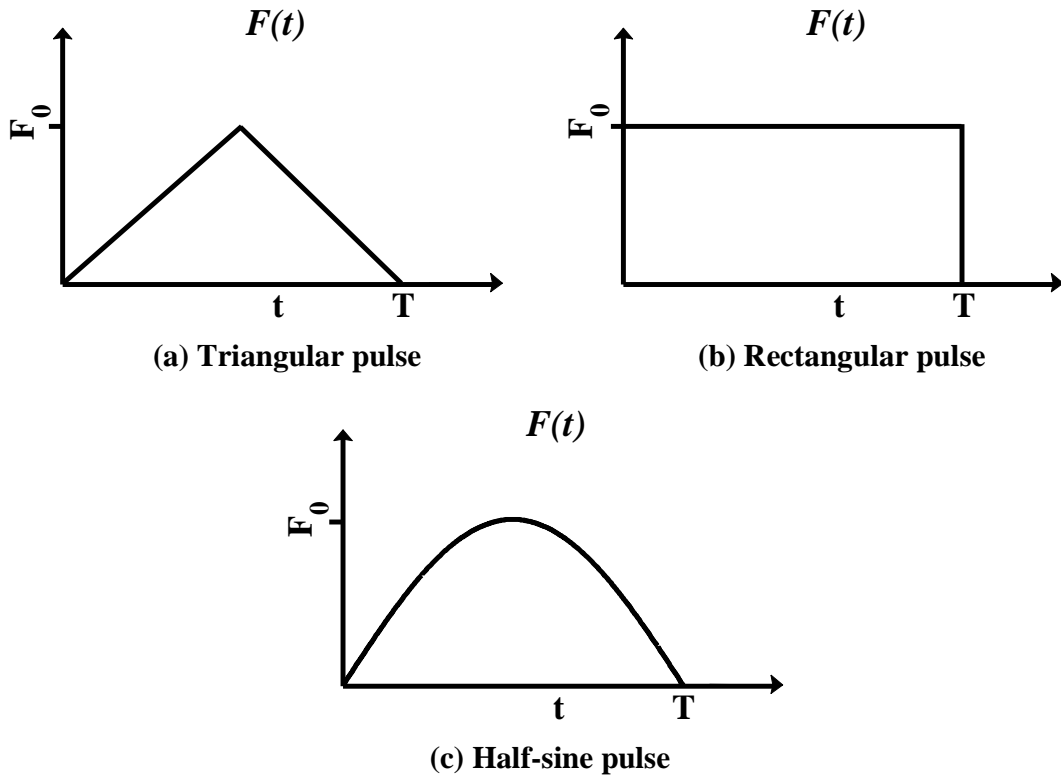 F(t)
F0
t
T
(a) Triangular pulse
F(t)
F0
t
T
(b) Rectangular pulse
F(t)
F0
t
T
(c) Half-sine pulse